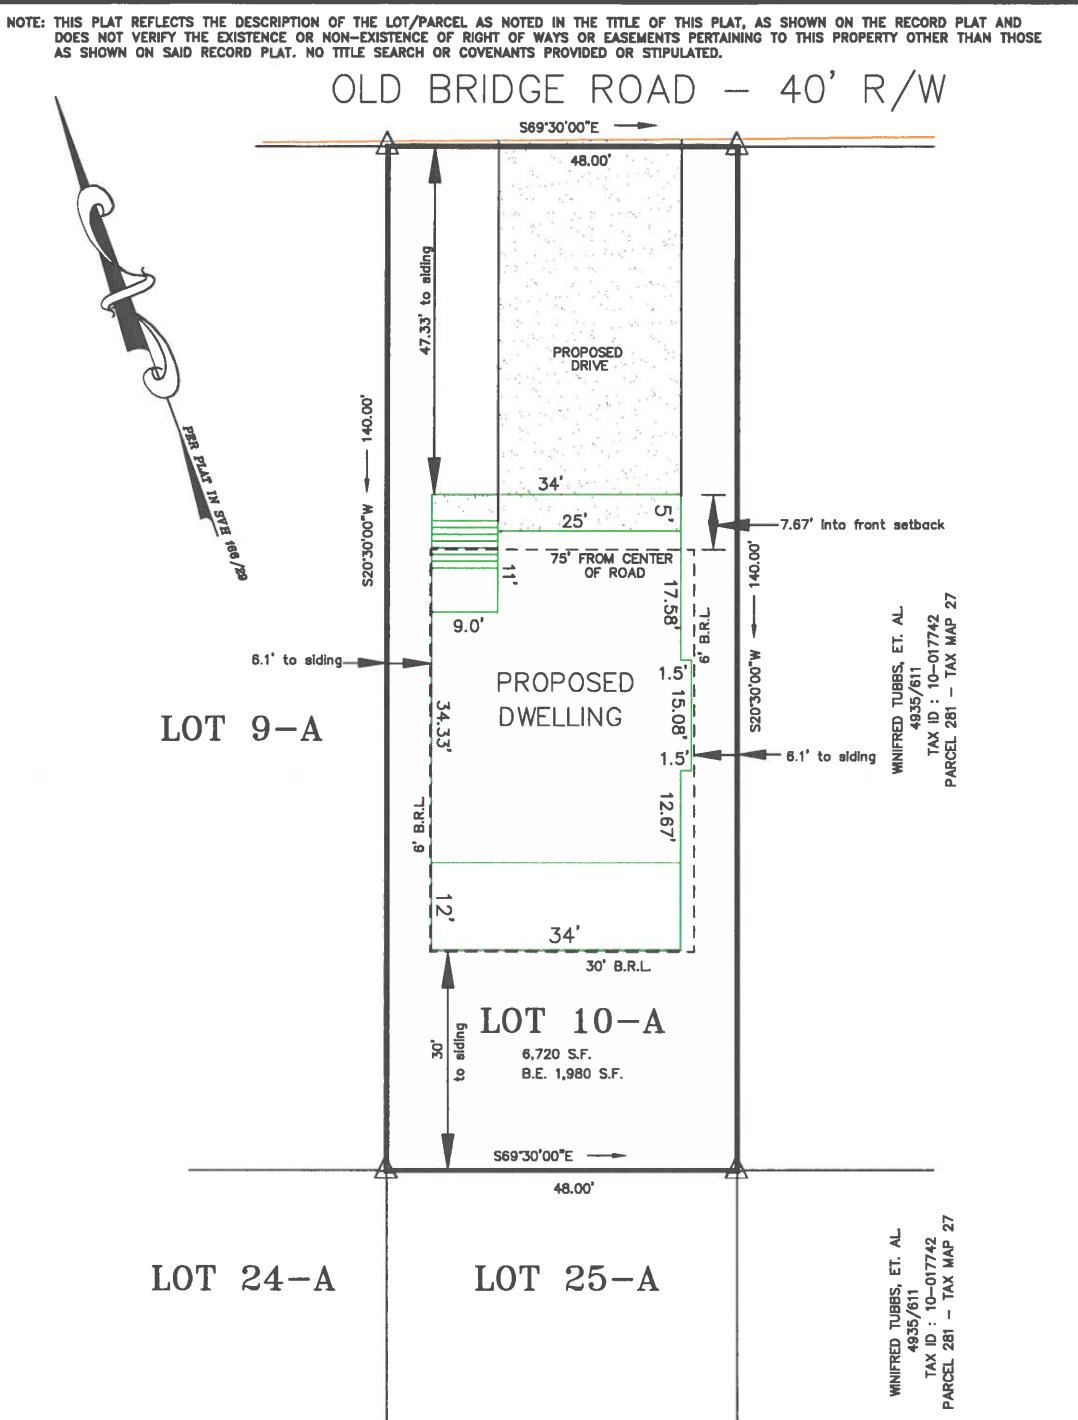 NOTE: THIS PLAT REFLECTS THE DESCRIPTION OF THE LOT/PARCEL AS NOTED IN THE TITLE OF THIS PLAT, AS SHOWN ON THE RECORD PLAT AND
DOES NOT VERIFY THE EXISTENCE OR NON-EXISTENCE OF RIGHT OF WAYS OR EASEMENTS PERTAINING TO THIS PROPERTY OTHER THAN THOSE
AS SHOWN ON SAID RECORD PLAT. NO TITLE SEARCH OR COVENANTS PROVIDED OR STIPULATED.
OLD BRIDGE ROAD - 40' R/W
S69°30'00"E
48.00'
47.33' to siding
PROPOSED
DRIVE
PER PLAT IN SVH 166/29
S20°30'00"W
140.00'
34'
5'
25'
7.67' into front setback
75' FROM CENTER
OF ROAD
11'
17.58'
9.0'
6' B.R.L.
S20°30'00"W
140.00'
6.1' to siding
1.5'
PROPOSED
DWELLING
15.08'
34.33'
1.5'
6.1' to siding
LOT 9-A
WINIFRED TUBBS, ET. AL.
4935/611
TAX ID : 10-017742
PARCEL 281 - TAX MAP 27
6' B.R.L.
12.67'
12'
34'
30' B.R.L.
30'
to siding
LOT 10-A
6,720 S.F.
B.E. 1,980 S.F.
S69°30'00"E
48.00'
LOT 24-A
LOT 25-A
WINIFRED TUBBS, ET. AL.
4935/611
TAX ID : 10-017742
PARCEL 281 - TAX MAP 27